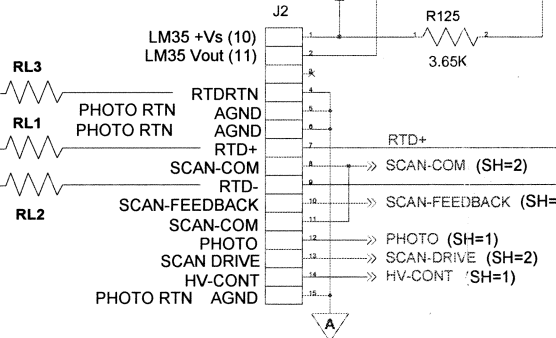 J2
R125
LM35 +Vs (10) 1 1 2
LM35 Vout (11) 2 3.65K
RL3 3
RTDRTN 4
PHOTO RTN AGND 5
RL1 PHOTO RTN AGND 6
RTD+ 7 RTD+
SCAN-COM 8 SCAN-COM (SH=2)
RTD- 9
RL2 SCAN-FEEDBACK 10 SCAN-FEEDBACK (SH=
SCAN-COM 11
PHOTO 12 PHOTO (SH=1)
SCAN DRIVE 13 SCAN-DRIVE (SH=2)
HV-CONT 14 HV-CONT (SH=1)
PHOTO RTN AGND 15
A